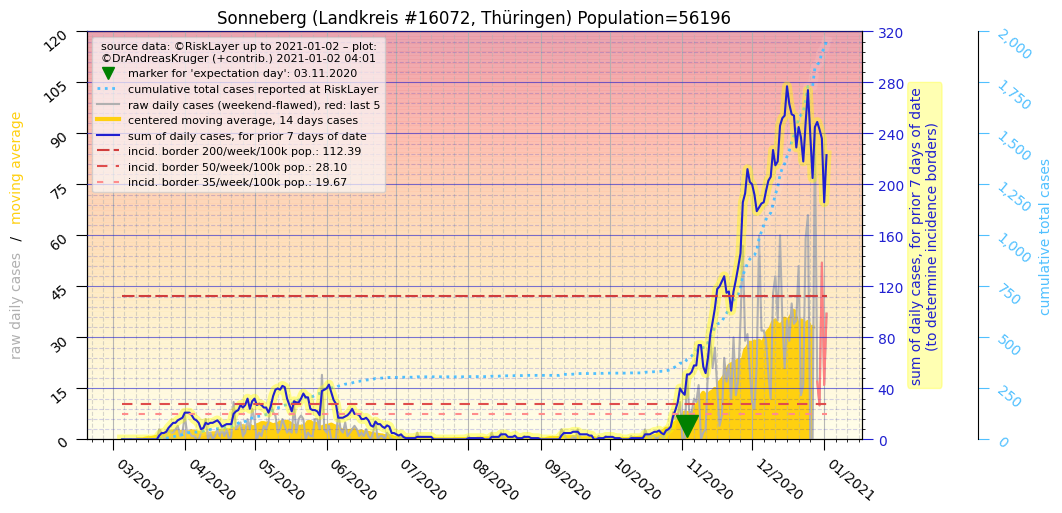 Sonneberg (Landkreis #16072, Thüringen) Population=56196
source data: ©RiskLayer up to 2021-01-02 – plot:
©DrAndreasKruger (+contrib.) 2021-01-02 04:01
marker for 'expectation day': 03.11.2020
cumulative total cases reported at RiskLayer
raw daily cases (weekend-flawed), red: last 5
centered moving average, 14 days cases
sum of daily cases, for prior 7 days of date
incid. border 200/week/100k pop.: 112.39
incid. border 50/week/100k pop.: 28.10
incid. border 35/week/100k pop.: 19.67
raw daily cases / moving average
120
105
90
75
60
45
30
15
0
03/2020
04/2020
05/2020
06/2020
07/2020
08/2020
09/2020
10/2020
11/2020
12/2020
01/2021
320
280
240
200
160
120
80
40
0
sum of daily cases, for prior 7 days of date
(to determine incidence borders)
2,000
1,750
1,500
1,250
1,000
750
500
250
0
cumulative total cases